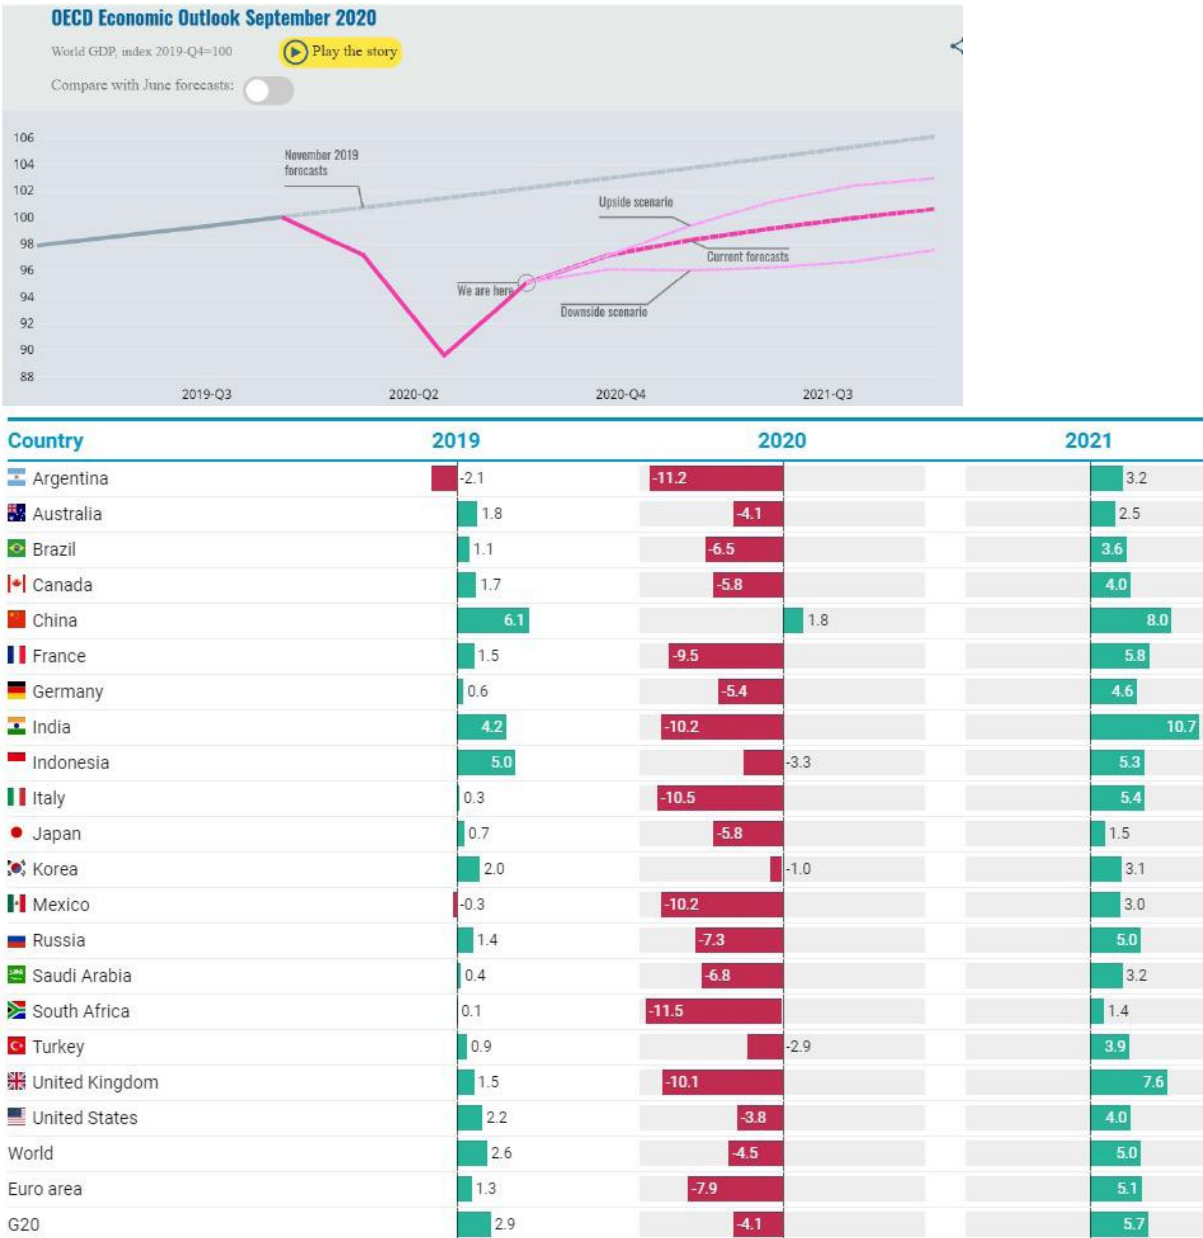 OECD Economic Outlook September 2020
World GDP, index 2019-Q4=100
Play the story
Compare with June forecasts:
106
104
102
100
98
96
94
92
90
88
November 2019
forecasts
Upside scenario
Current forecasts
We are here
Downside scenario
2019-Q3 2020-Q2 2020-Q4 2021-Q3
Country 2019 2020 2021
Argentina -2.1 -11.2 3.2
Australia 1.8 -4.1 2.5
Brazil 1.1 -6.5 3.6
Canada 1.7 -5.8 4.0
China 6.1 1.8 8.0
France 1.5 -9.5 5.8
Germany 0.6 -5.4 4.6
India 4.2 -10.2 10.7
Indonesia 5.0 -3.3 5.3
Italy 0.3 -10.5 5.4
Japan 0.7 -5.8 1.5
Korea 2.0 -1.0 3.1
Mexico -0.3 -10.2 3.0
Russia 1.4 -7.3 5.0
Saudi Arabia 0.4 -6.8 3.2
South Africa 0.1 -11.5 1.4
Turkey 0.9 -2.9 3.9
United Kingdom 1.5 -10.1 7.6
United States 2.2 -3.8 4.0
World 2.6 -4.5 5.0
Euro area 1.3 -7.9 5.1
G20 2.9 -4.1 5.7